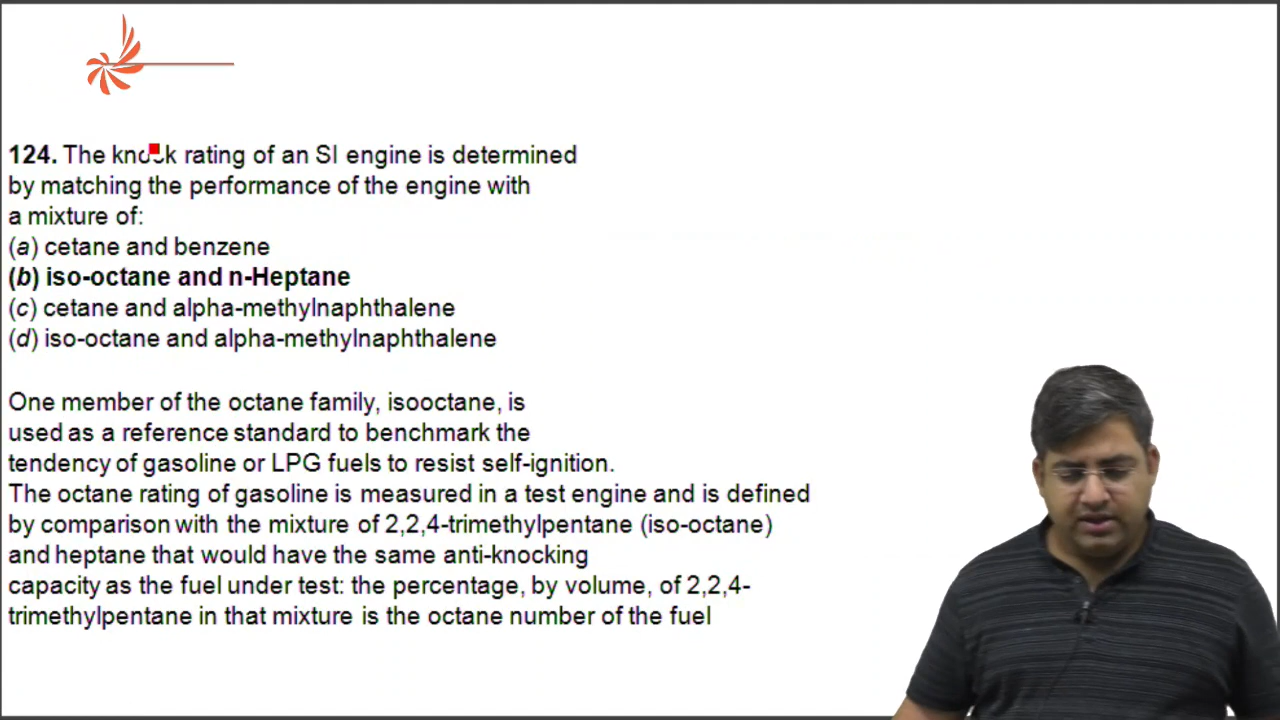 124. The knock rating of an SI engine is determined
by matching the performance of the engine with
a mixture of:
(a) cetane and benzene
(b) iso-octane and n-Heptane
(c) cetane and alpha-methylnaphthalene
(d) iso-octane and alpha-methylnaphthalene
One member of the octane family, isooctane, is
used as a reference standard to benchmark the
tendency of gasoline or LPG fuels to resist self-ignition.
The octane rating of gasoline is measured in a test engine and is defined
by comparison with the mixture of 2,2,4-trimethylpentane (iso-octane)
and heptane that would have the same anti-knocking
capacity as the fuel under test: the percentage, by volume, of 2,2,4-
trimethylpentane in that mixture is the octane number of the fuel